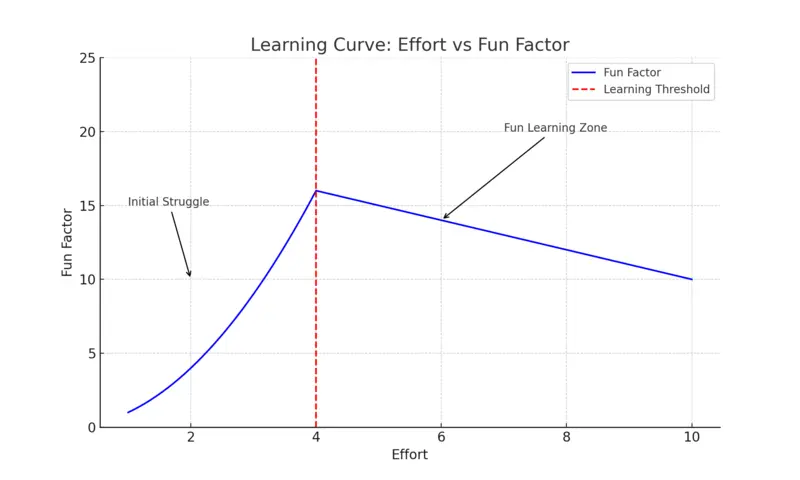 Learning Curve: Effort vs Fun Factor
25
20
15
10
5
0
Fun Factor
Fun Factor
Learning Threshold
Fun Learning Zone
Initial Struggle
2
4
6
8
10
Effort